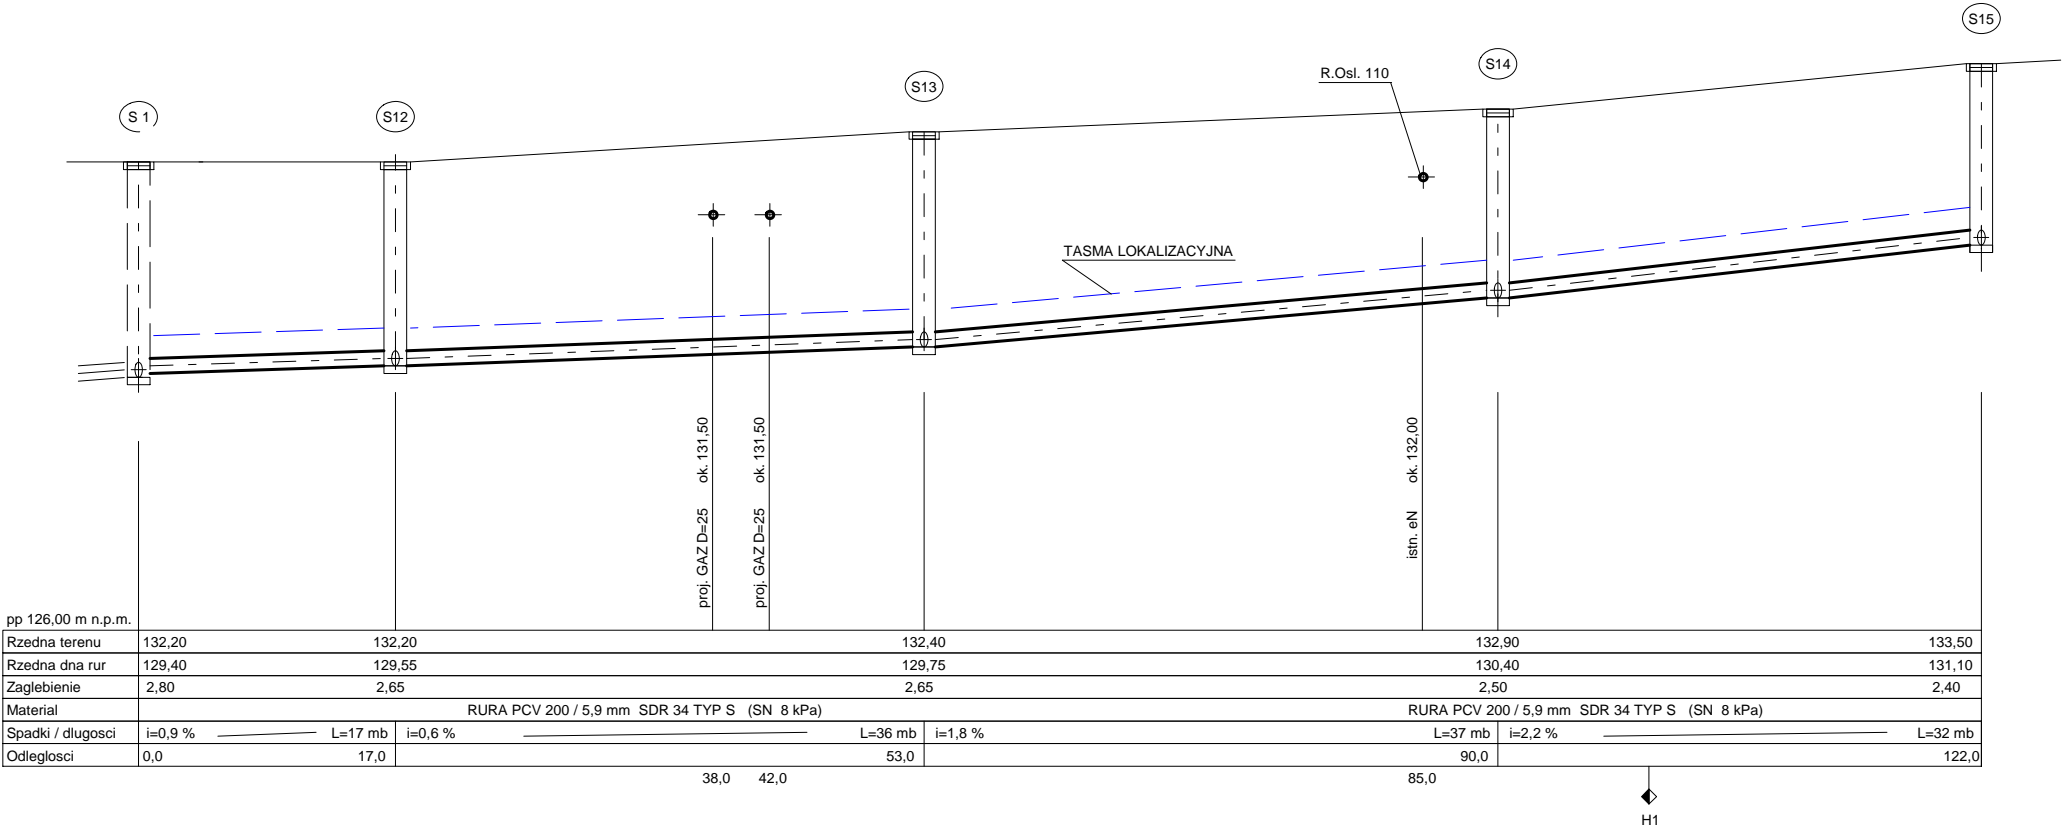 S15
S14
R.Osl. 110
S13
S 1
S12
TASMA LOKALIZACYJNA
proj. GAZ D=25 ok. 131,50
proj. GAZ D=25 ok. 131,50
istn. eN ok. 132,00
pp 126,00 m n.p.m.
Rzedna terenu 132,20 132,20 132,40 132,90 133,50
Rzedna dna rur 129,40 129,55 129,75 130,40 131,10
Zaglebienie 2,80 2,65 2,65 2,50 2,40
Material RURA PCV 200 / 5,9 mm SDR 34 TYP S (SN 8 kPa) RURA PCV 200 / 5,9 mm SDR 34 TYP S (SN 8 kPa)
Spadki / dlugosci i=0,9 % L=17 mb i=0,6 % L=36 mb i=1,8 % L=37 mb i=2,2 % L=32 mb
Odleglosci 0,0 17,0 53,0 90,0 122,0
38,0 42,0 85,0
H1